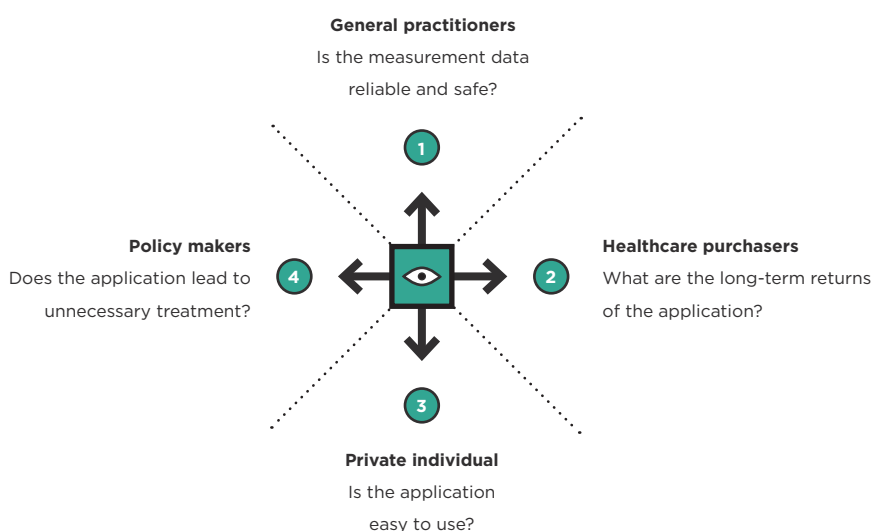 General practitioners
Is the measurement data
reliable and safe?
1
Policy makers
Does the application lead to
unnecessary treatment?
4
2
Healthcare purchasers
What are the long-term returns
of the application?
3
Private individual
Is the application
easy to use?